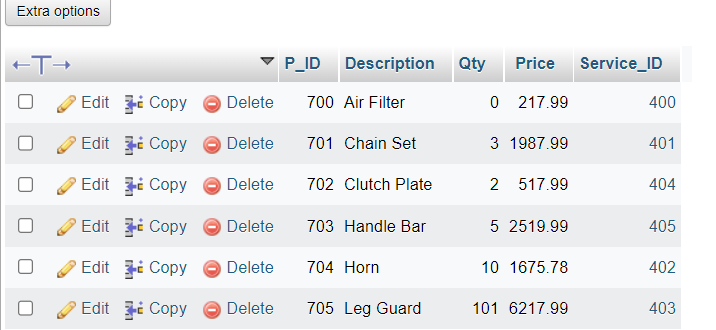 Extra options
←T→ P_ID Description Qty Price Service_ID
Edit Copy Delete 700 Air Filter 0 217.99 400
Edit Copy Delete 701 Chain Set 3 1987.99 401
Edit Copy Delete 702 Clutch Plate 2 517.99 404
Edit Copy Delete 703 Handle Bar 5 2519.99 405
Edit Copy Delete 704 Horn 10 1675.78 402
Edit Copy Delete 705 Leg Guard 101 6217.99 403